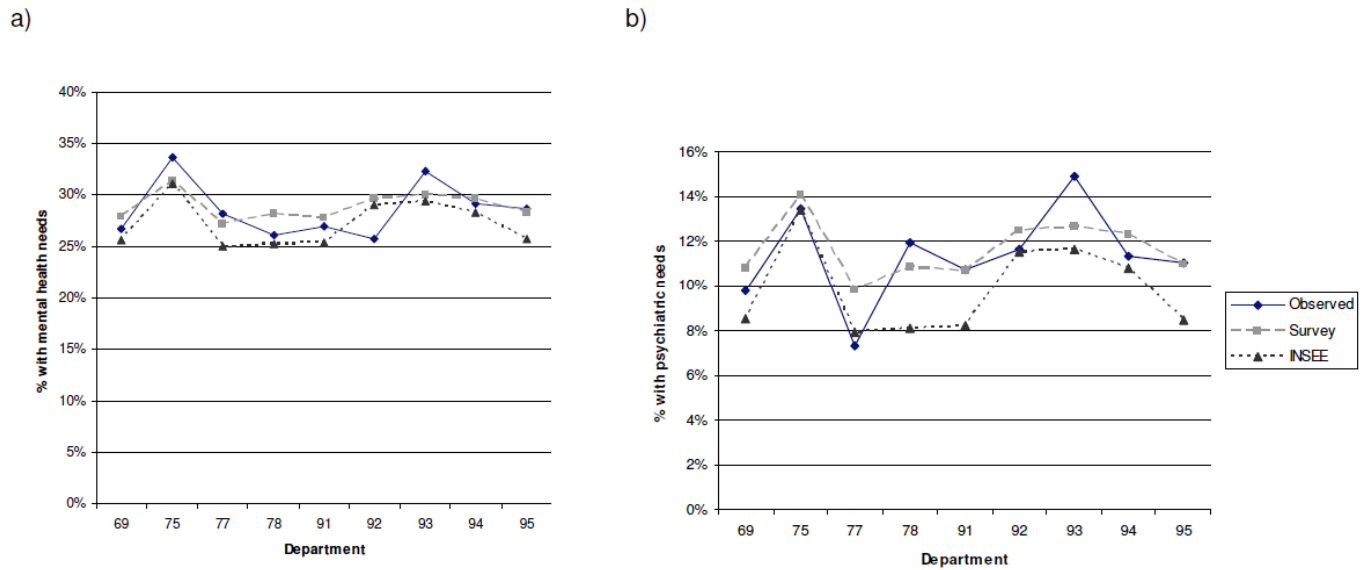 a)
40%
35%
30%
25%
20%
15%
10%
5%
0%
% with mental health needs
69 75 77 78 91 92 93 94 95
Department
b)
16%
14%
12%
10%
8%
6%
4%
2%
0%
% with psychiatric needs
69 75 77 78 91 92 93 94 95
Department
Observed
Survey
INSEE